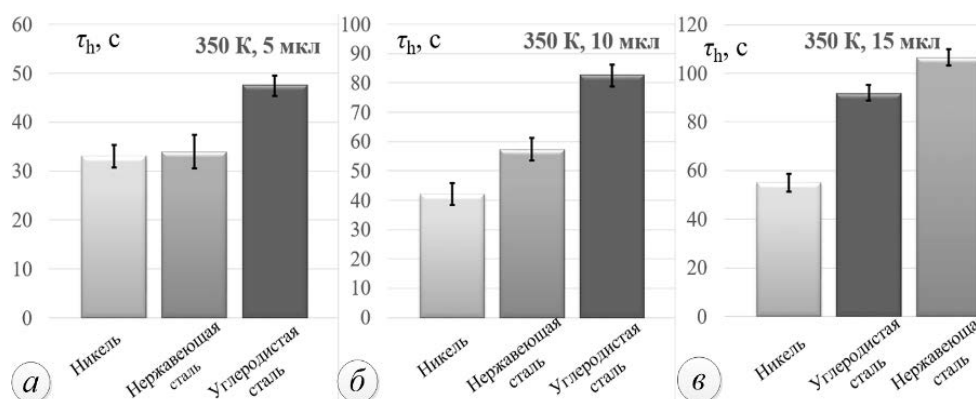 60
50
40
30
20
10
0
τh, с
350 К, 5 мкл
Никель
Нержавеющая
сталь
Углеродистая
сталь
а
100
90
80
70
60
50
40
30
20
10
0
τh, с
350 К, 10 мкл
Никель
Нержавеющая
сталь
Углеродистая
сталь
б
120
100
80
60
40
20
0
τh, с
350 К, 15 мкл
Никель
Углеродистая
сталь
Нержавеющая
сталь
в